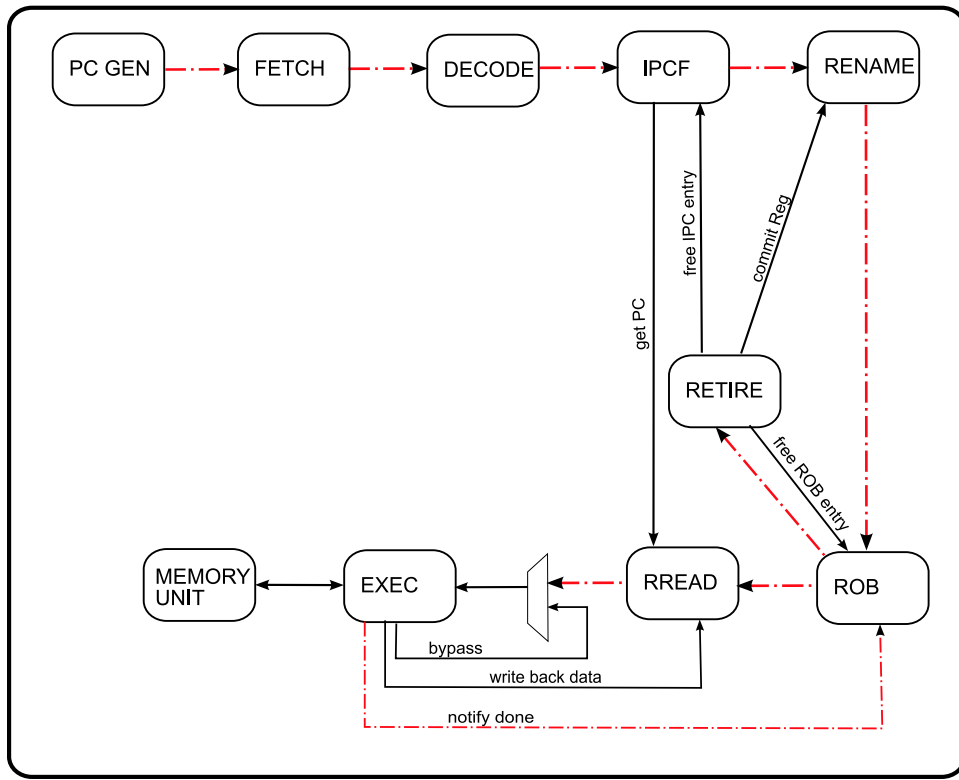 PC GEN
FETCH
DECODE
IPCF
RENAME
free IPC entry
commit Reg
get PC
RETIRE
free ROB entry
MEMORY
UNIT
EXEC
RREAD
ROB
bypass
write back data
notify done